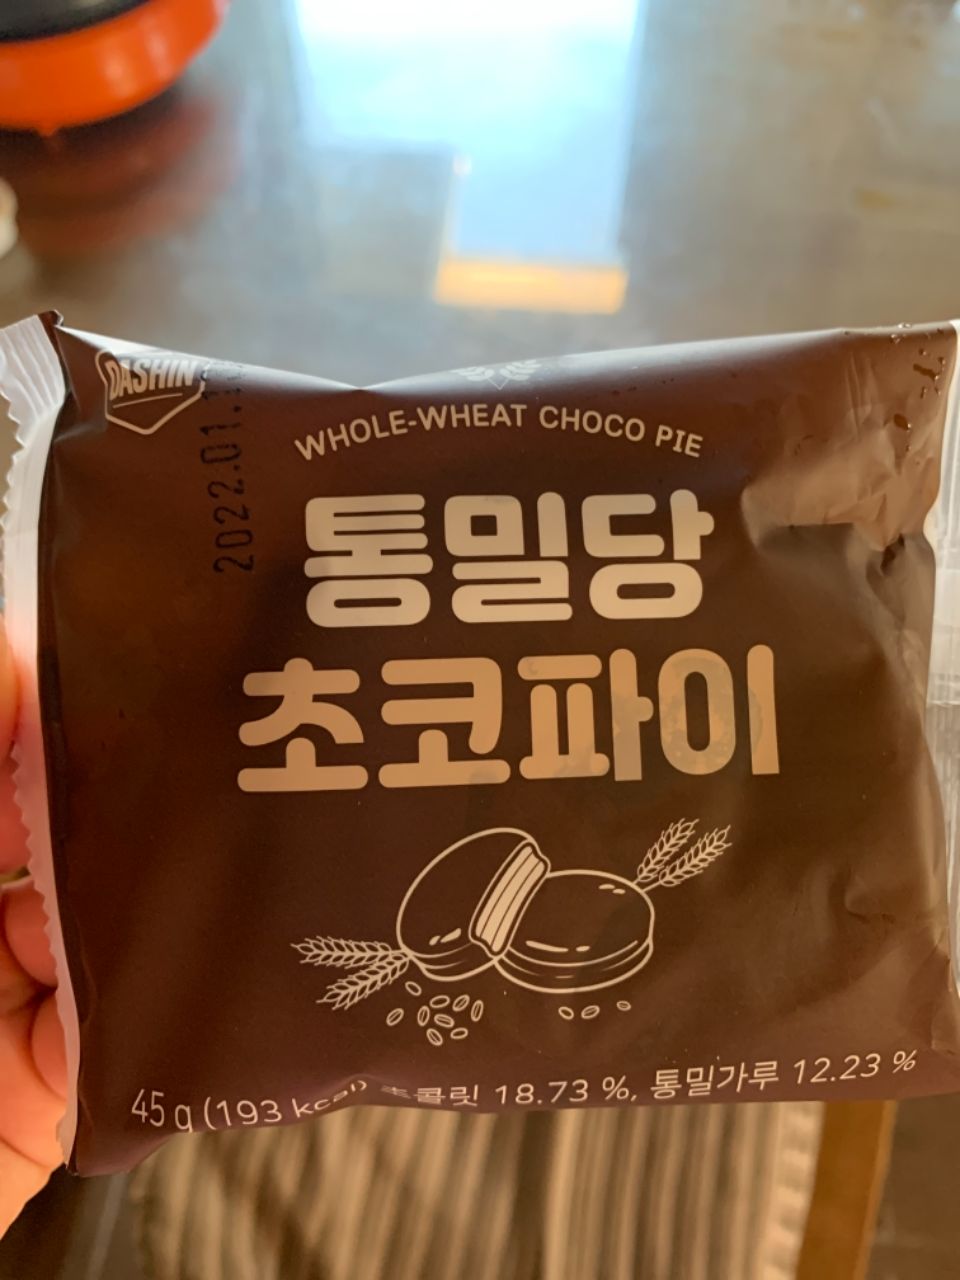 DASHIN
2022.01.
WHOLE-WHEAT CHOCO PIE
통밀당
초코파이
45 g (193 kcal) 초콜릿 18.73 %, 통밀가루 12.23 %